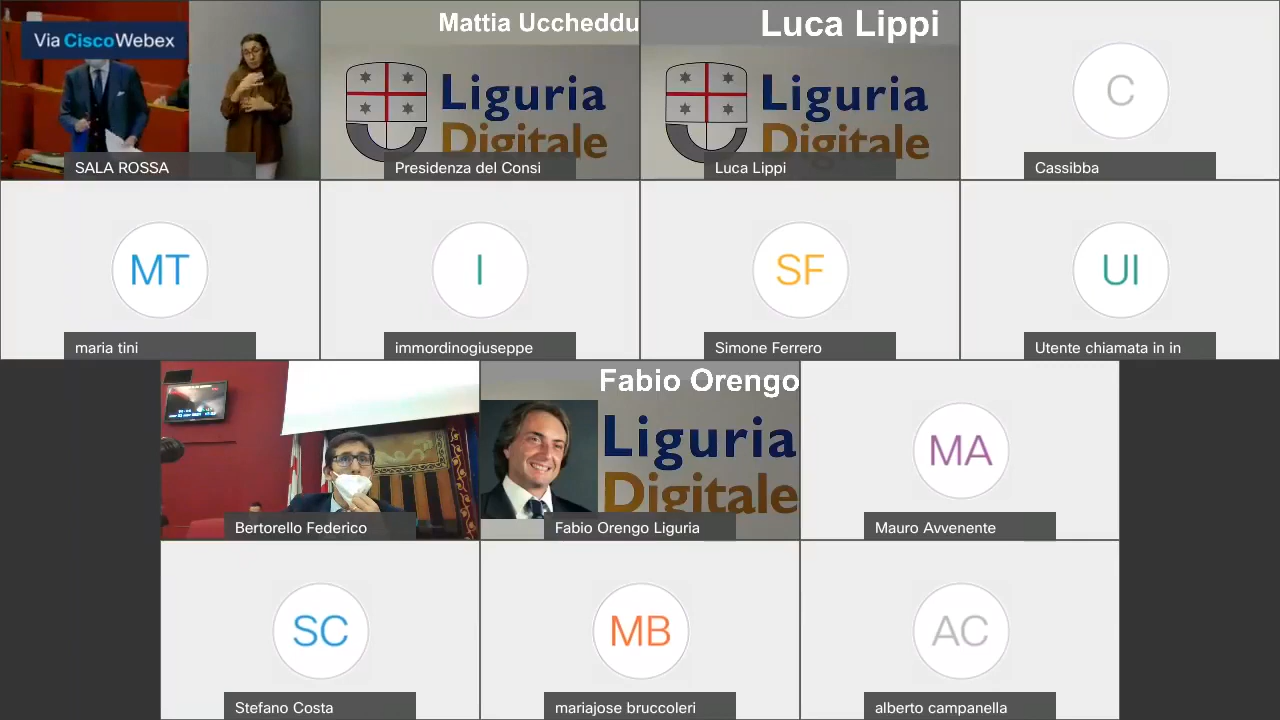 Via Cisco Webex
SALA ROSSA
Mattia Uccheddu
Liguria
Digitale
Presidenza del Consi
Luca Lippi
Liguria
Digitale
Luca Lippi
C
Cassibba
MT
maria tini
I
immordinogiuseppe
SF
Simone Ferrero
UI
Utente chiamata in in
Bertorello Federico
Fabio Orengo
Liguria
Digitale
Fabio Orengo Liguria
MA
Mauro Avvenente
SC
Stefano Costa
MB
mariajose bruccoleri
AC
alberto campanella